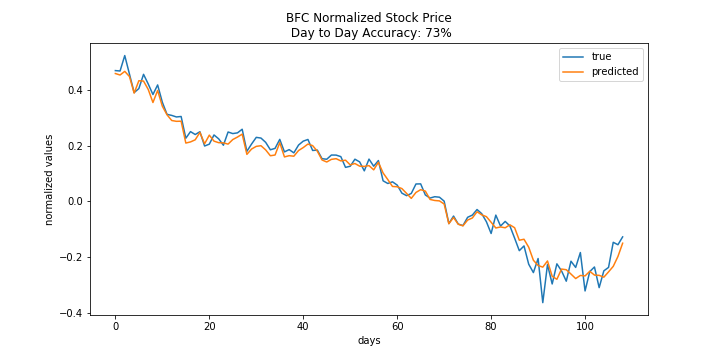 BFC Normalized Stock Price
Day to Day Accuracy: 73%
true
predicted
normalized values
0.4
0.2
0.0
−0.2
−0.4
0
20
40
60
80
100
days